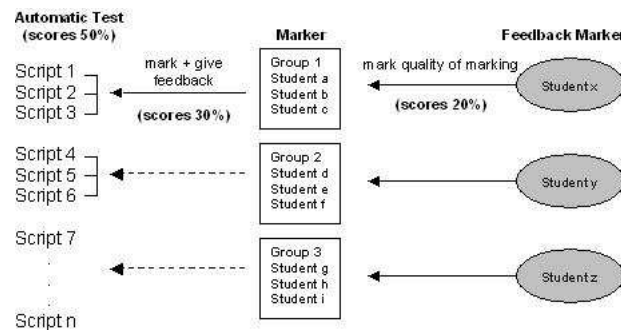 Automatic Test
(scores 50%)
Marker
Feedback Marker
mark + give
feedback
(scores 30%)
mark quality of marking
(scores 20%)
Script 1
Script 2
Script 3
Group 1
Student a
Student b
Student c
Student x
Script 4
Script 5
Script 6
Group 2
Student d
Student e
Student f
Student y
Script 7
.
.
.
Script n
Group 3
Student g
Student h
Student i
Student z